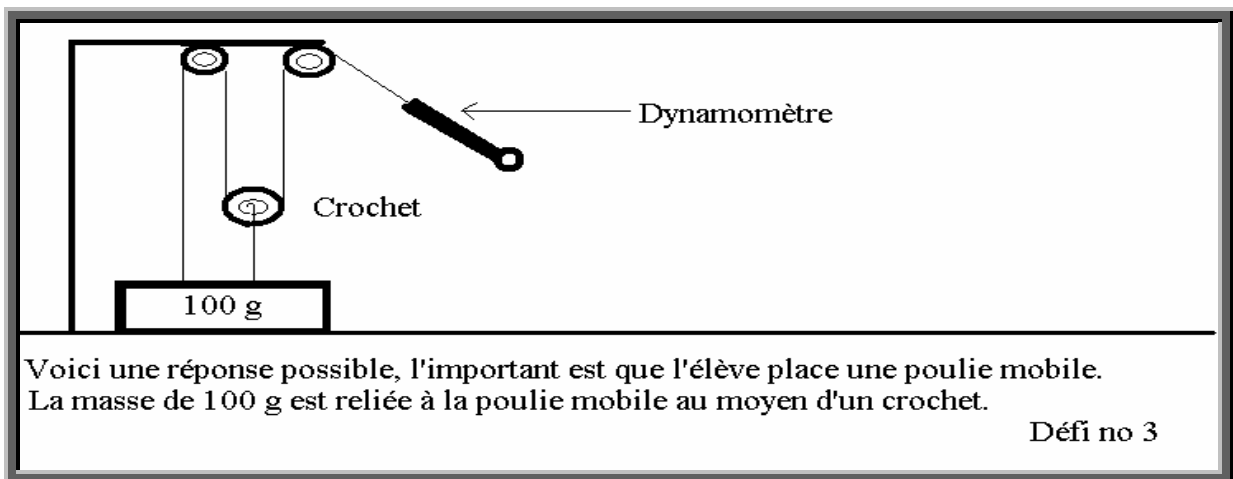 Dynamomètre
Crochet
100 g
Voici une réponse possible, l'important est que l'élève place une poulie mobile.
La masse de 100 g est reliée à la poulie mobile au moyen d'un crochet.
Défi no 3